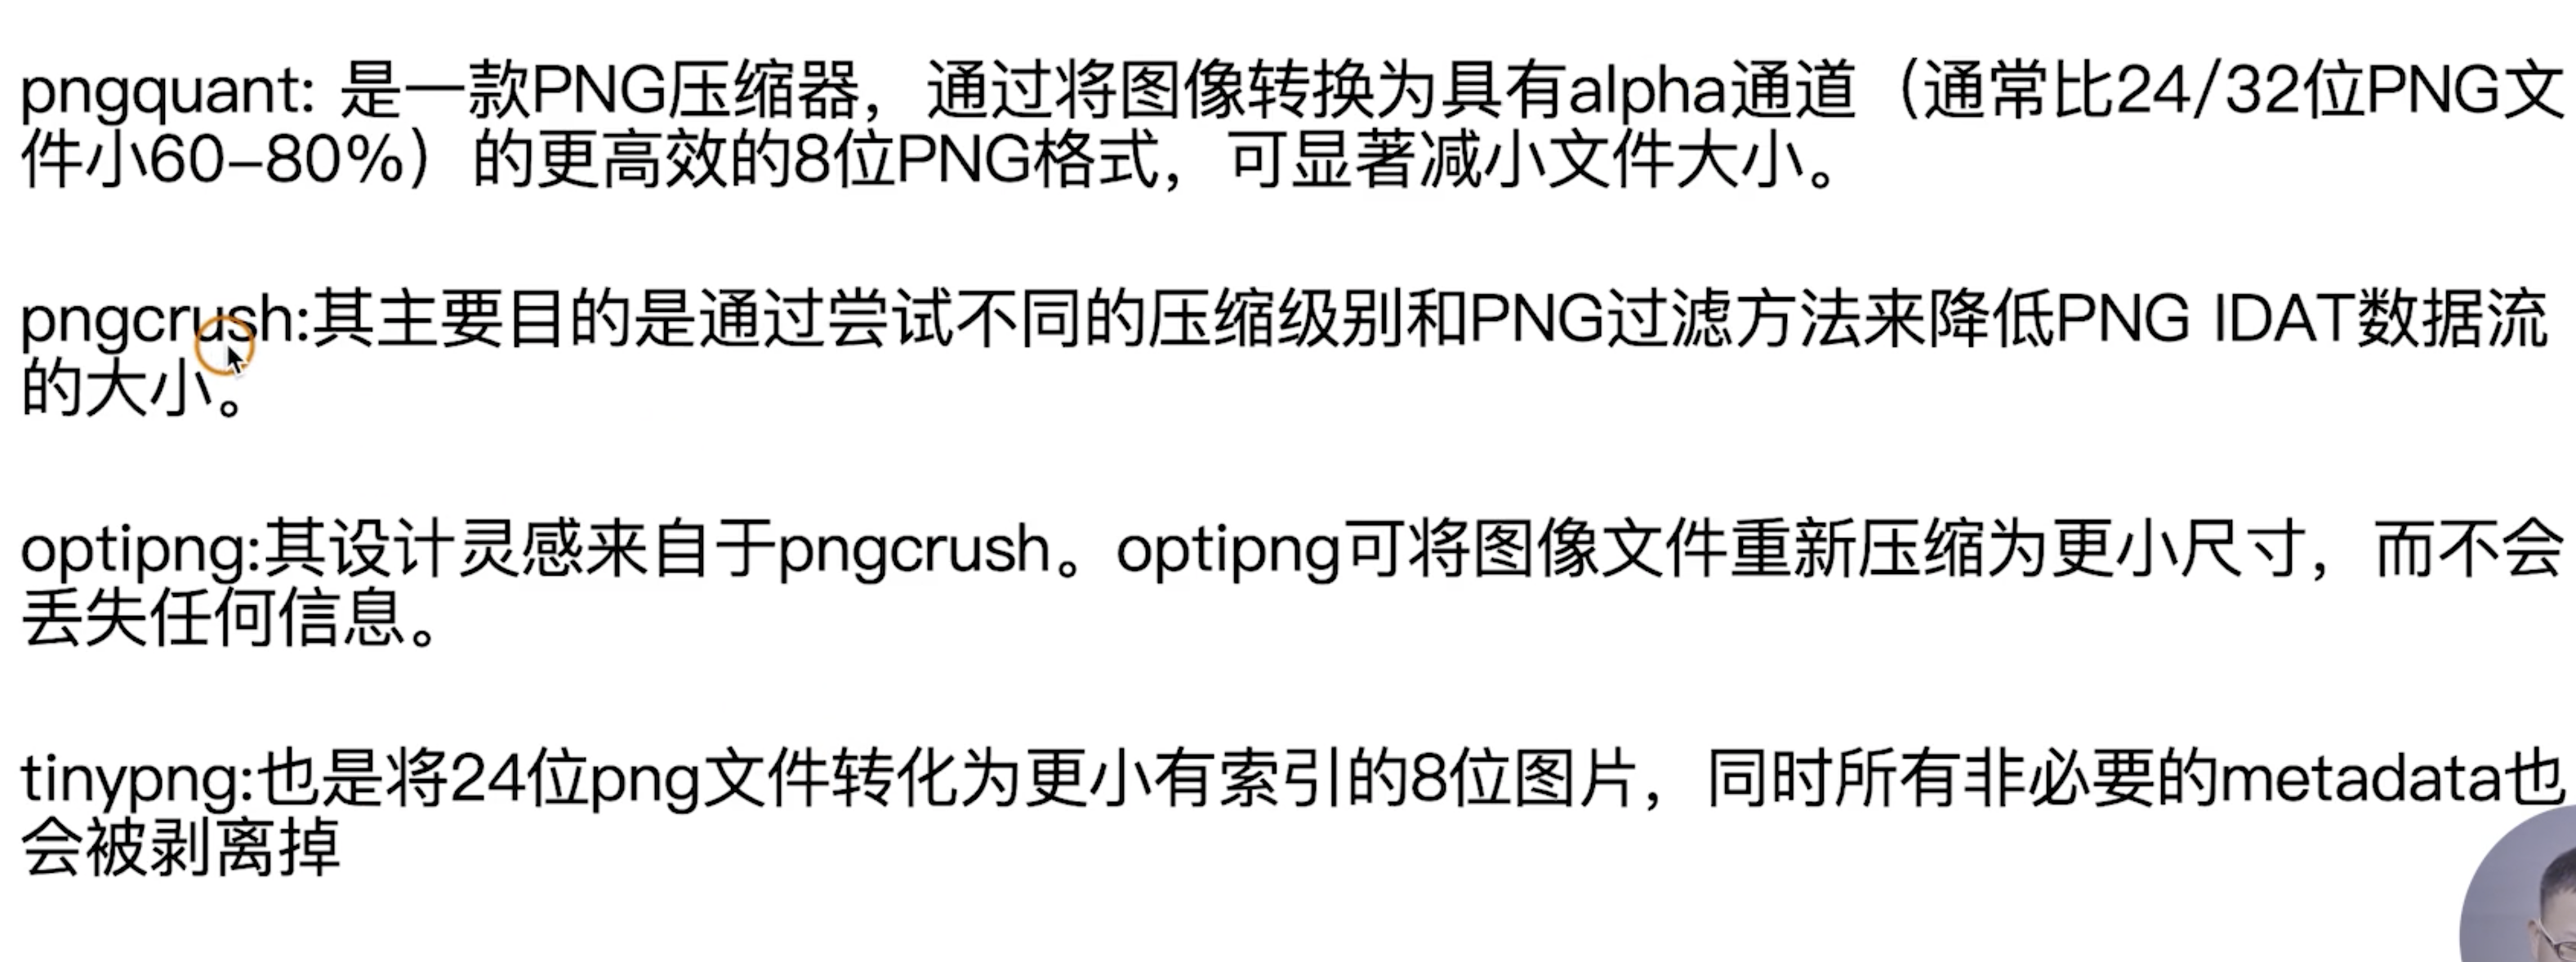 pngquant: 是一款PNG压缩器，通过将图像转换为具有alpha通道（通常比24/32位PNG文
件小60-80%）的更高效的8位PNG格式，可显著减小文件大小。
pngcrush:其主要目的是通过尝试不同的压缩级别和PNG过滤方法来降低PNG IDAT数据流
的大小。
optipng:其设计灵感来自于pngcrush。optipng可将图像文件重新压缩为更小尺寸，而不会
丢失任何信息。
tinypng:也是将24位png文件转化为更小有索引的8位图片，同时所有非必要的metadata也
会被剥离掉